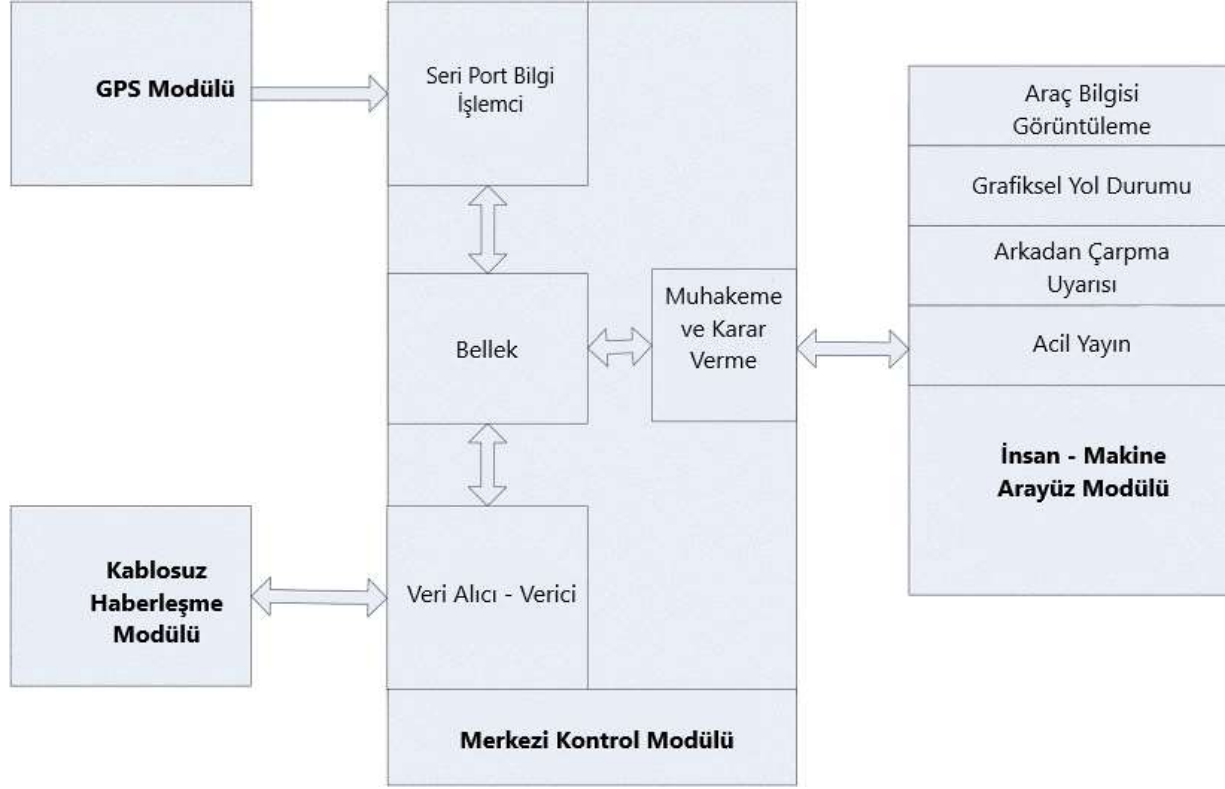 GPS Modülü
Seri Port Bilgi
İşlemci
Araç Bilgisi
Görüntüleme
Grafiksel Yol Durumu
Arkadan Çarpma
Uyarısı
Muhakeme
ve Karar
Verme
Bellek
Acil Yayın
İnsan - Makine
Arayüz Modülü
Kablosuz
Haberleşme
Modülü
Veri Alıcı - Verici
Merkezi Kontrol Modülü